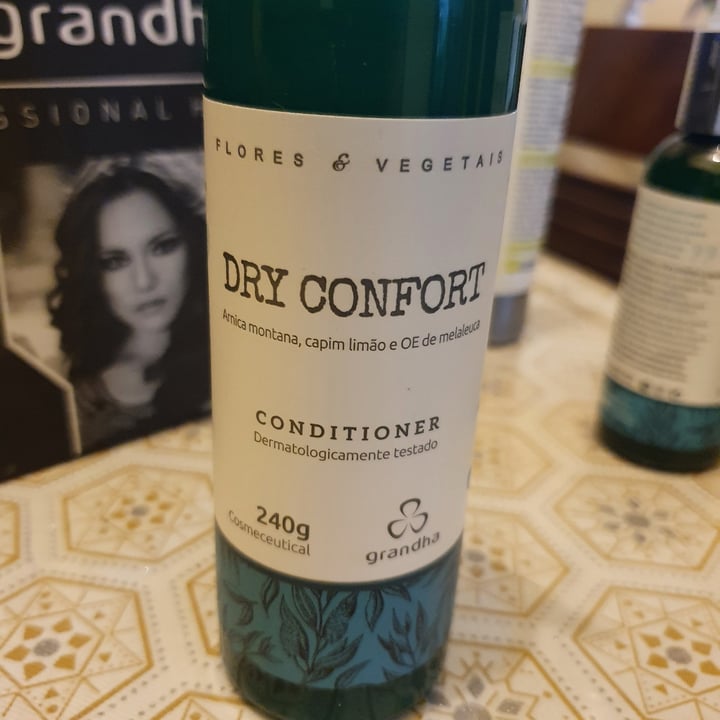 grandh
SSIONAL H
FLORES & VEGETAIS
DRY CONFORT
Arnica montana, capim limão e OE de melaleuca
CONDITIONER
Dermatologicamente testado
240g
Cosmeceutical
grandha